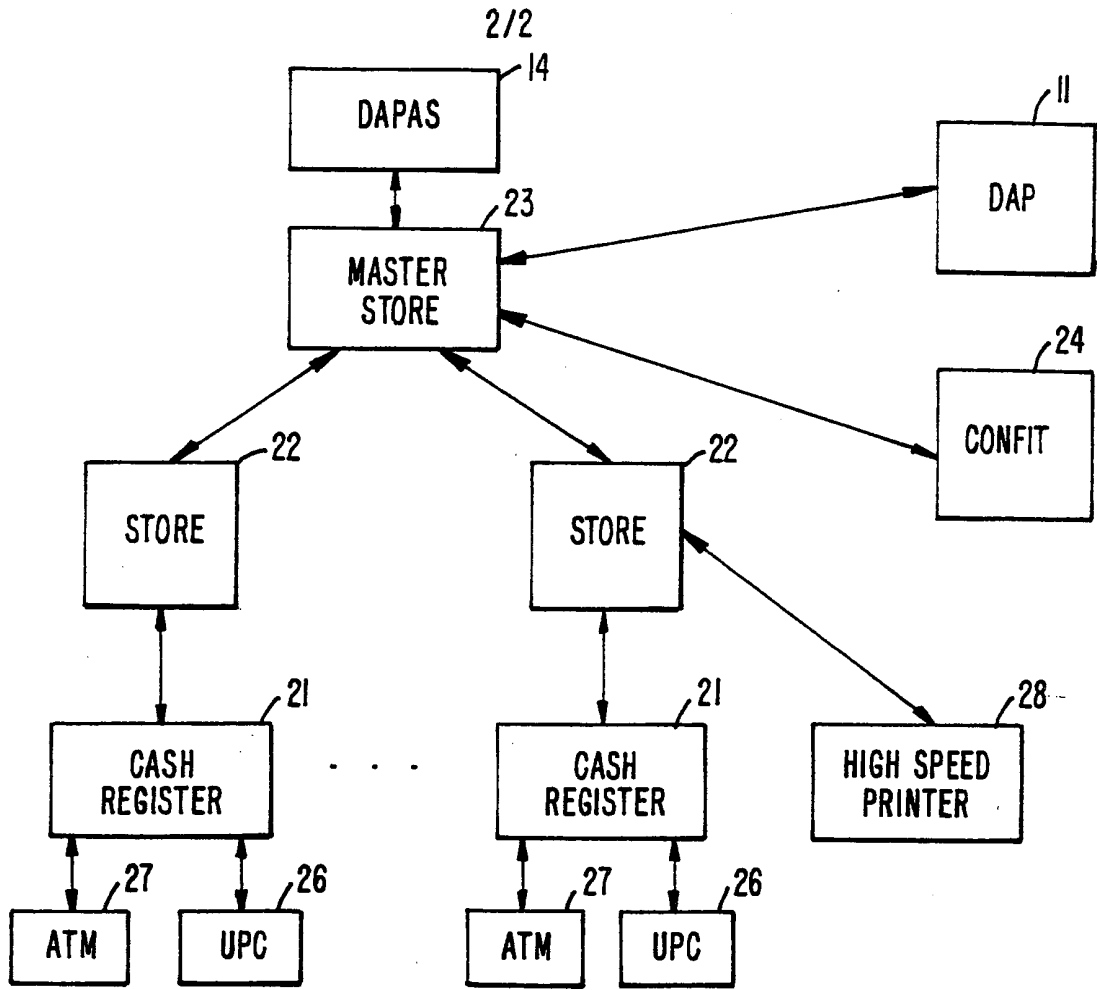 2/2
14
DAPAS
11
DAP
23
MASTER
STORE
24
CONFIT
22
STORE
22
STORE
21
CASH
REGISTER
. . .
21
CASH
REGISTER
28
HIGH SPEED
PRINTER
27
ATM
26
UPC
27
ATM
26
UPC